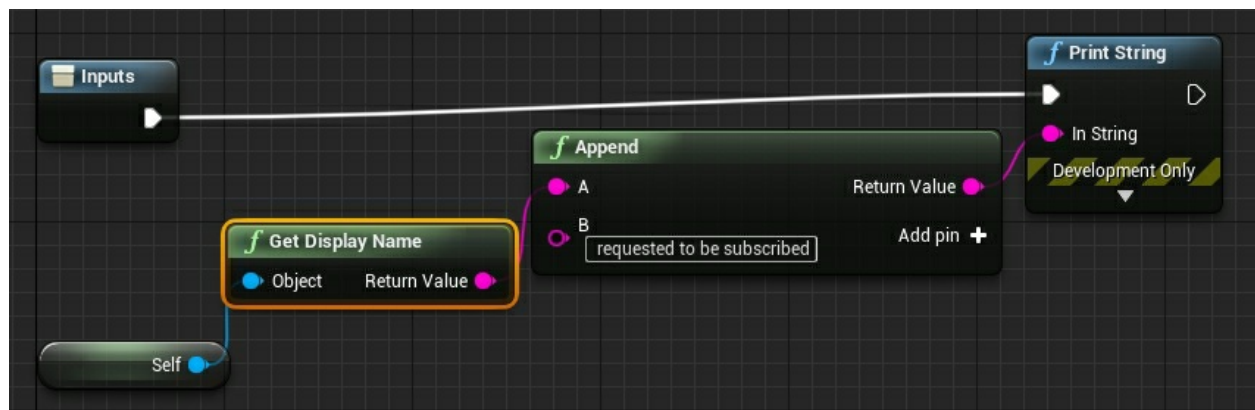 Inputs
f Print String
In String
Development Only
f Append
A
Return Value
B
requested to be subscribed
Add pin +
f Get Display Name
Object
Return Value
Self